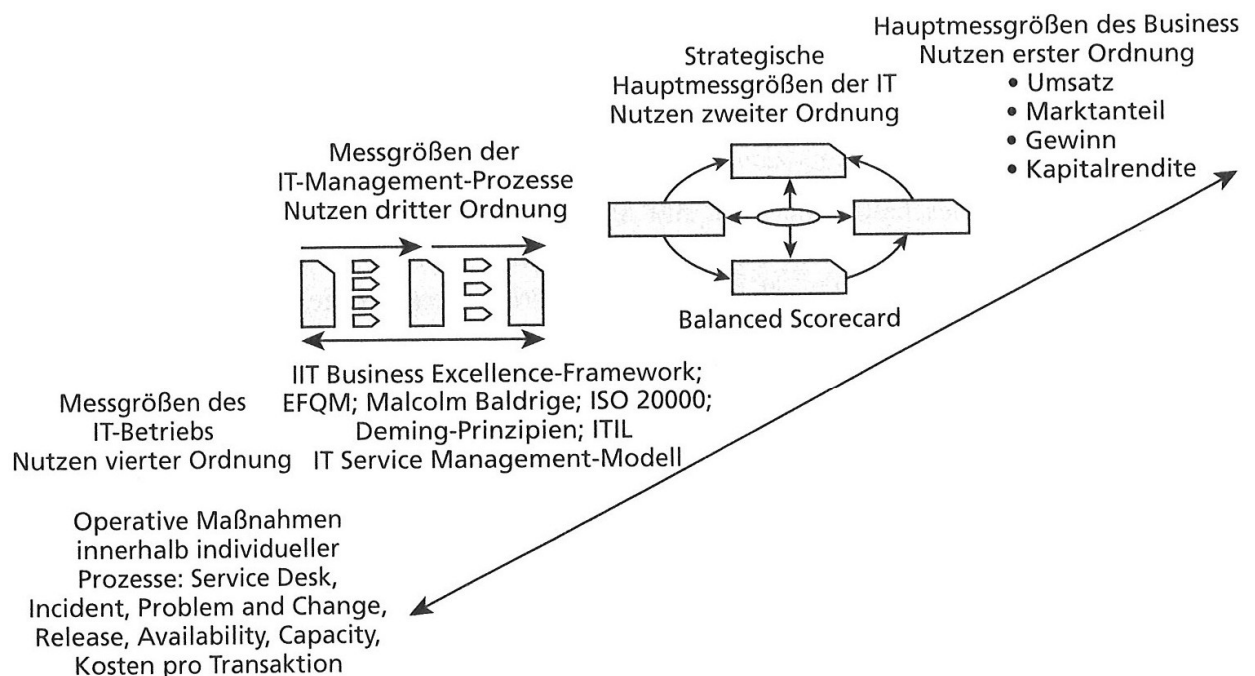 Hauptmessgrößen des Business
Nutzen erster Ordnung
• Umsatz
• Marktanteil
• Gewinn
• Kapitalrendite
Strategische
Hauptmessgrößen der IT
Nutzen zweiter Ordnung
Balanced Scorecard
Messgrößen der
IT-Management-Prozesse
Nutzen dritter Ordnung
IIT Business Excellence-Framework;
EFQM; Malcolm Baldrige; ISO 20000;
Deming-Prinzipien; ITIL
IT Service Management-Modell
Messgrößen des
IT-Betriebs
Nutzen vierter Ordnung
Operative Maßnahmen
innerhalb individueller
Prozesse: Service Desk,
Incident, Problem and Change,
Release, Availability, Capacity,
Kosten pro Transaktion